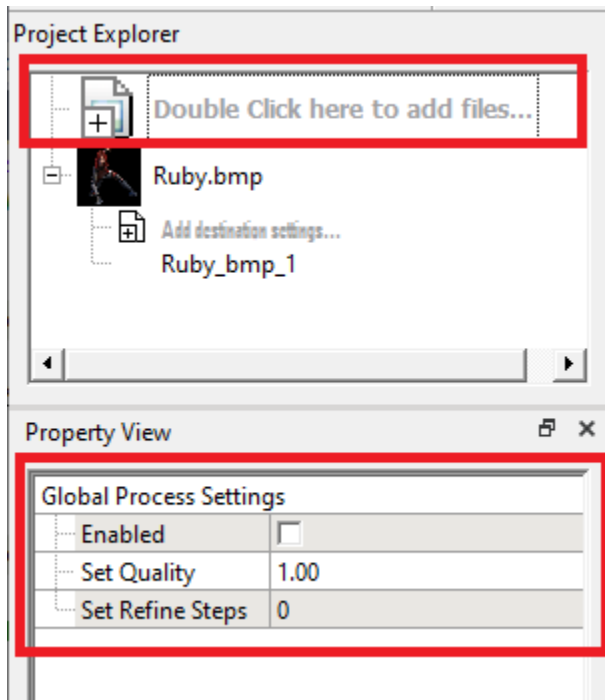 Project Explorer
Double Click here to add files...
Ruby.bmp
Add destination settings...
Ruby_bmp_1
Property View
Global Process Settings
Enabled
Set Quality 1.00
Set Refine Steps 0